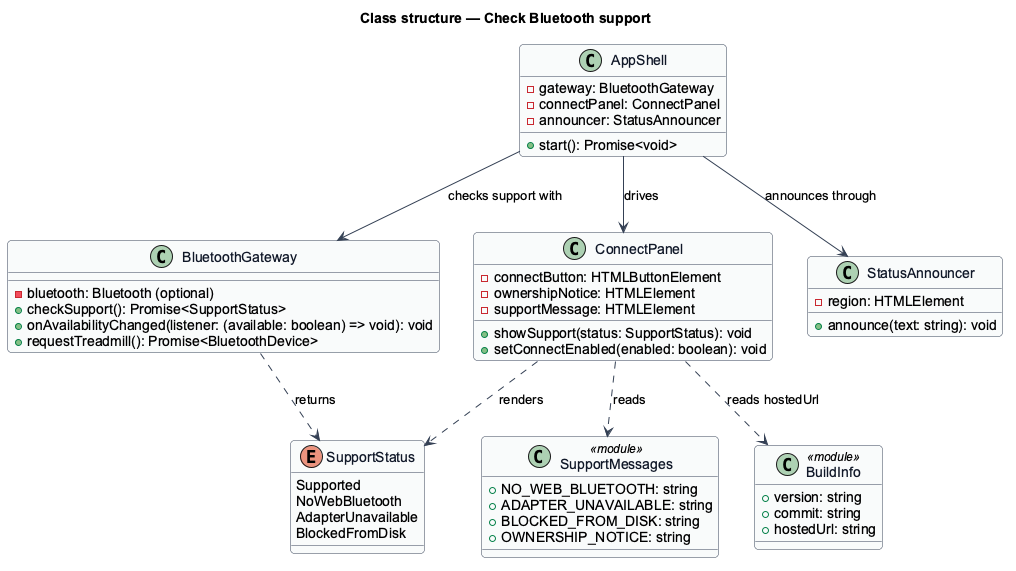 Class structure — Check Bluetooth support
C AppShell
gateway: BluetoothGateway
connectPanel: ConnectPanel
announcer: StatusAnnouncer
start(): Promise<void>
checks support with
drives
announces through
C BluetoothGateway
bluetooth: Bluetooth (optional)
checkSupport(): Promise<SupportStatus>
onAvailabilityChanged(listener: (available: boolean) => void): void
requestTreadmill(): Promise<BluetoothDevice>
C ConnectPanel
connectButton: HTMLButtonElement
ownershipNotice: HTMLElement
supportMessage: HTMLElement
showSupport(status: SupportStatus): void
setConnectEnabled(enabled: boolean): void
C StatusAnnouncer
region: HTMLElement
announce(text: string): void
returns
renders
reads
reads hostedUrl
E SupportStatus
Supported
NoWebBluetooth
AdapterUnavailable
BlockedFromDisk
C «module»
SupportMessages
NO_WEB_BLUETOOTH: string
ADAPTER_UNAVAILABLE: string
BLOCKED_FROM_DISK: string
OWNERSHIP_NOTICE: string
C «module»
BuildInfo
version: string
commit: string
hostedUrl: string